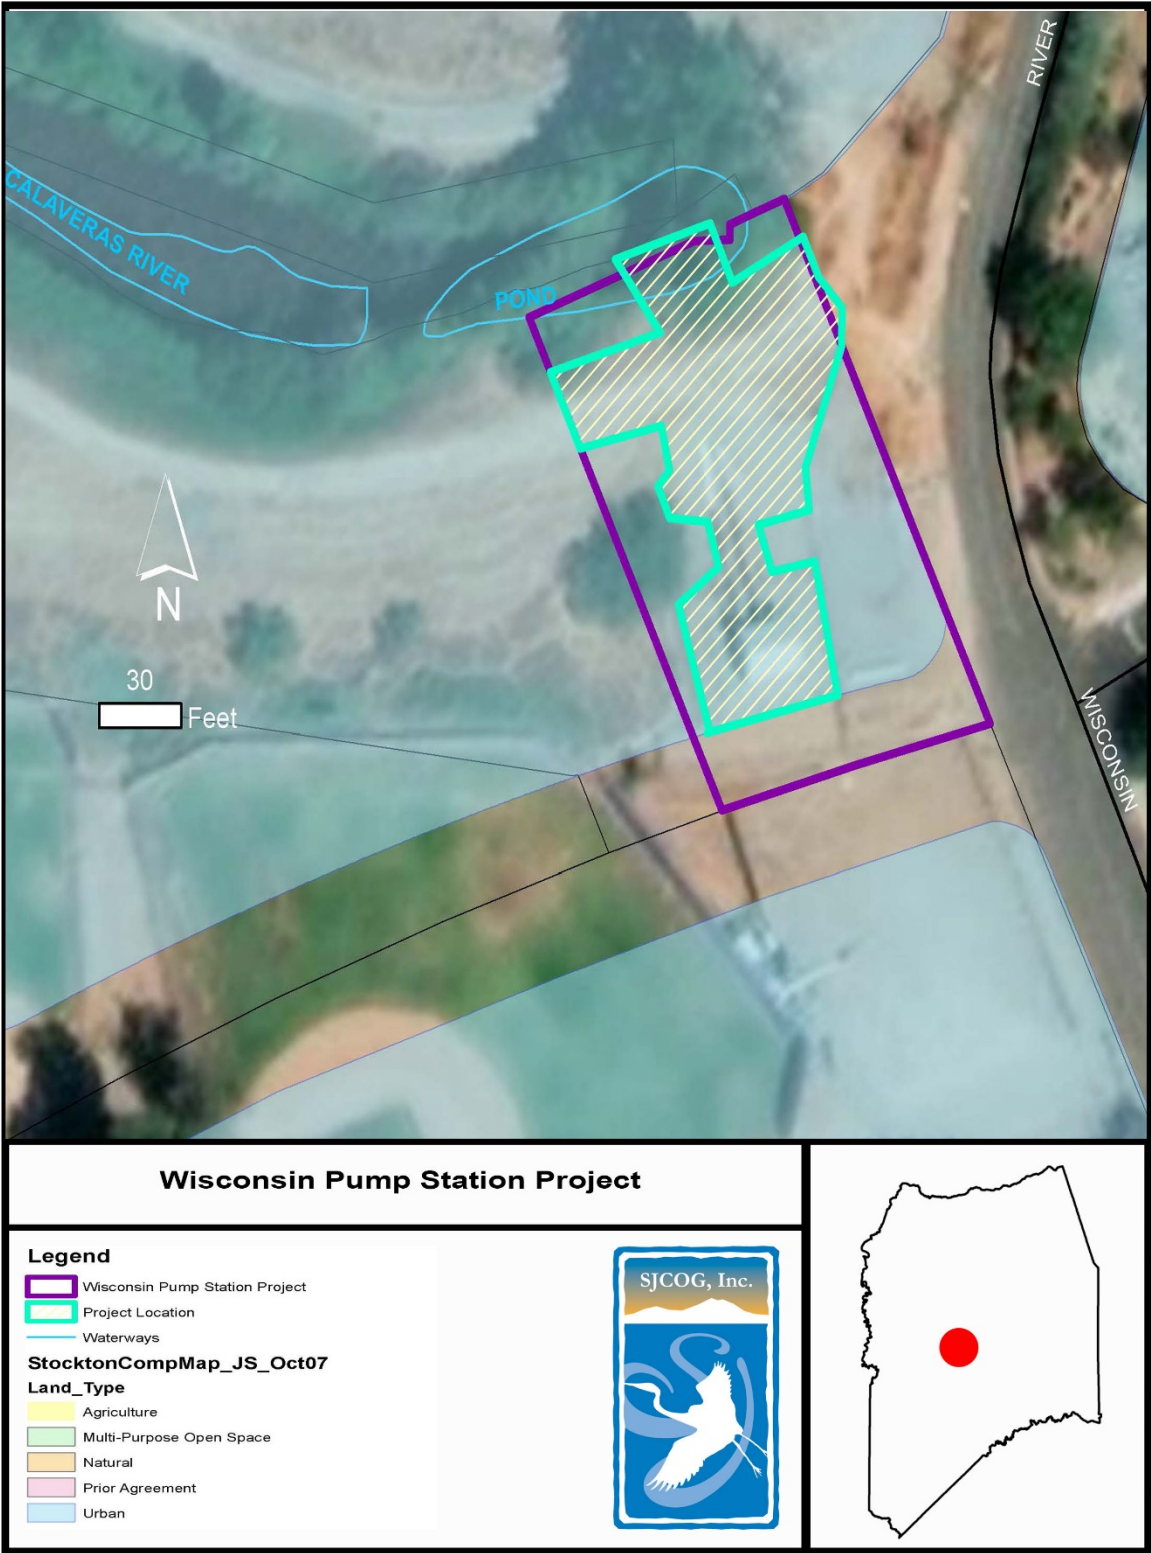 RIVER
CALAVERAS RIVER
POND
N
30
Feet
WISCONSIN
Wisconsin Pump Station Project
Legend
Wisconsin Pump Station Project
Project Location
Waterways
StocktonCompMap_JS_Oct07
Land_Type
Agriculture
Multi-Purpose Open Space
Natural
Prior Agreement
Urban
SJCOG, Inc.